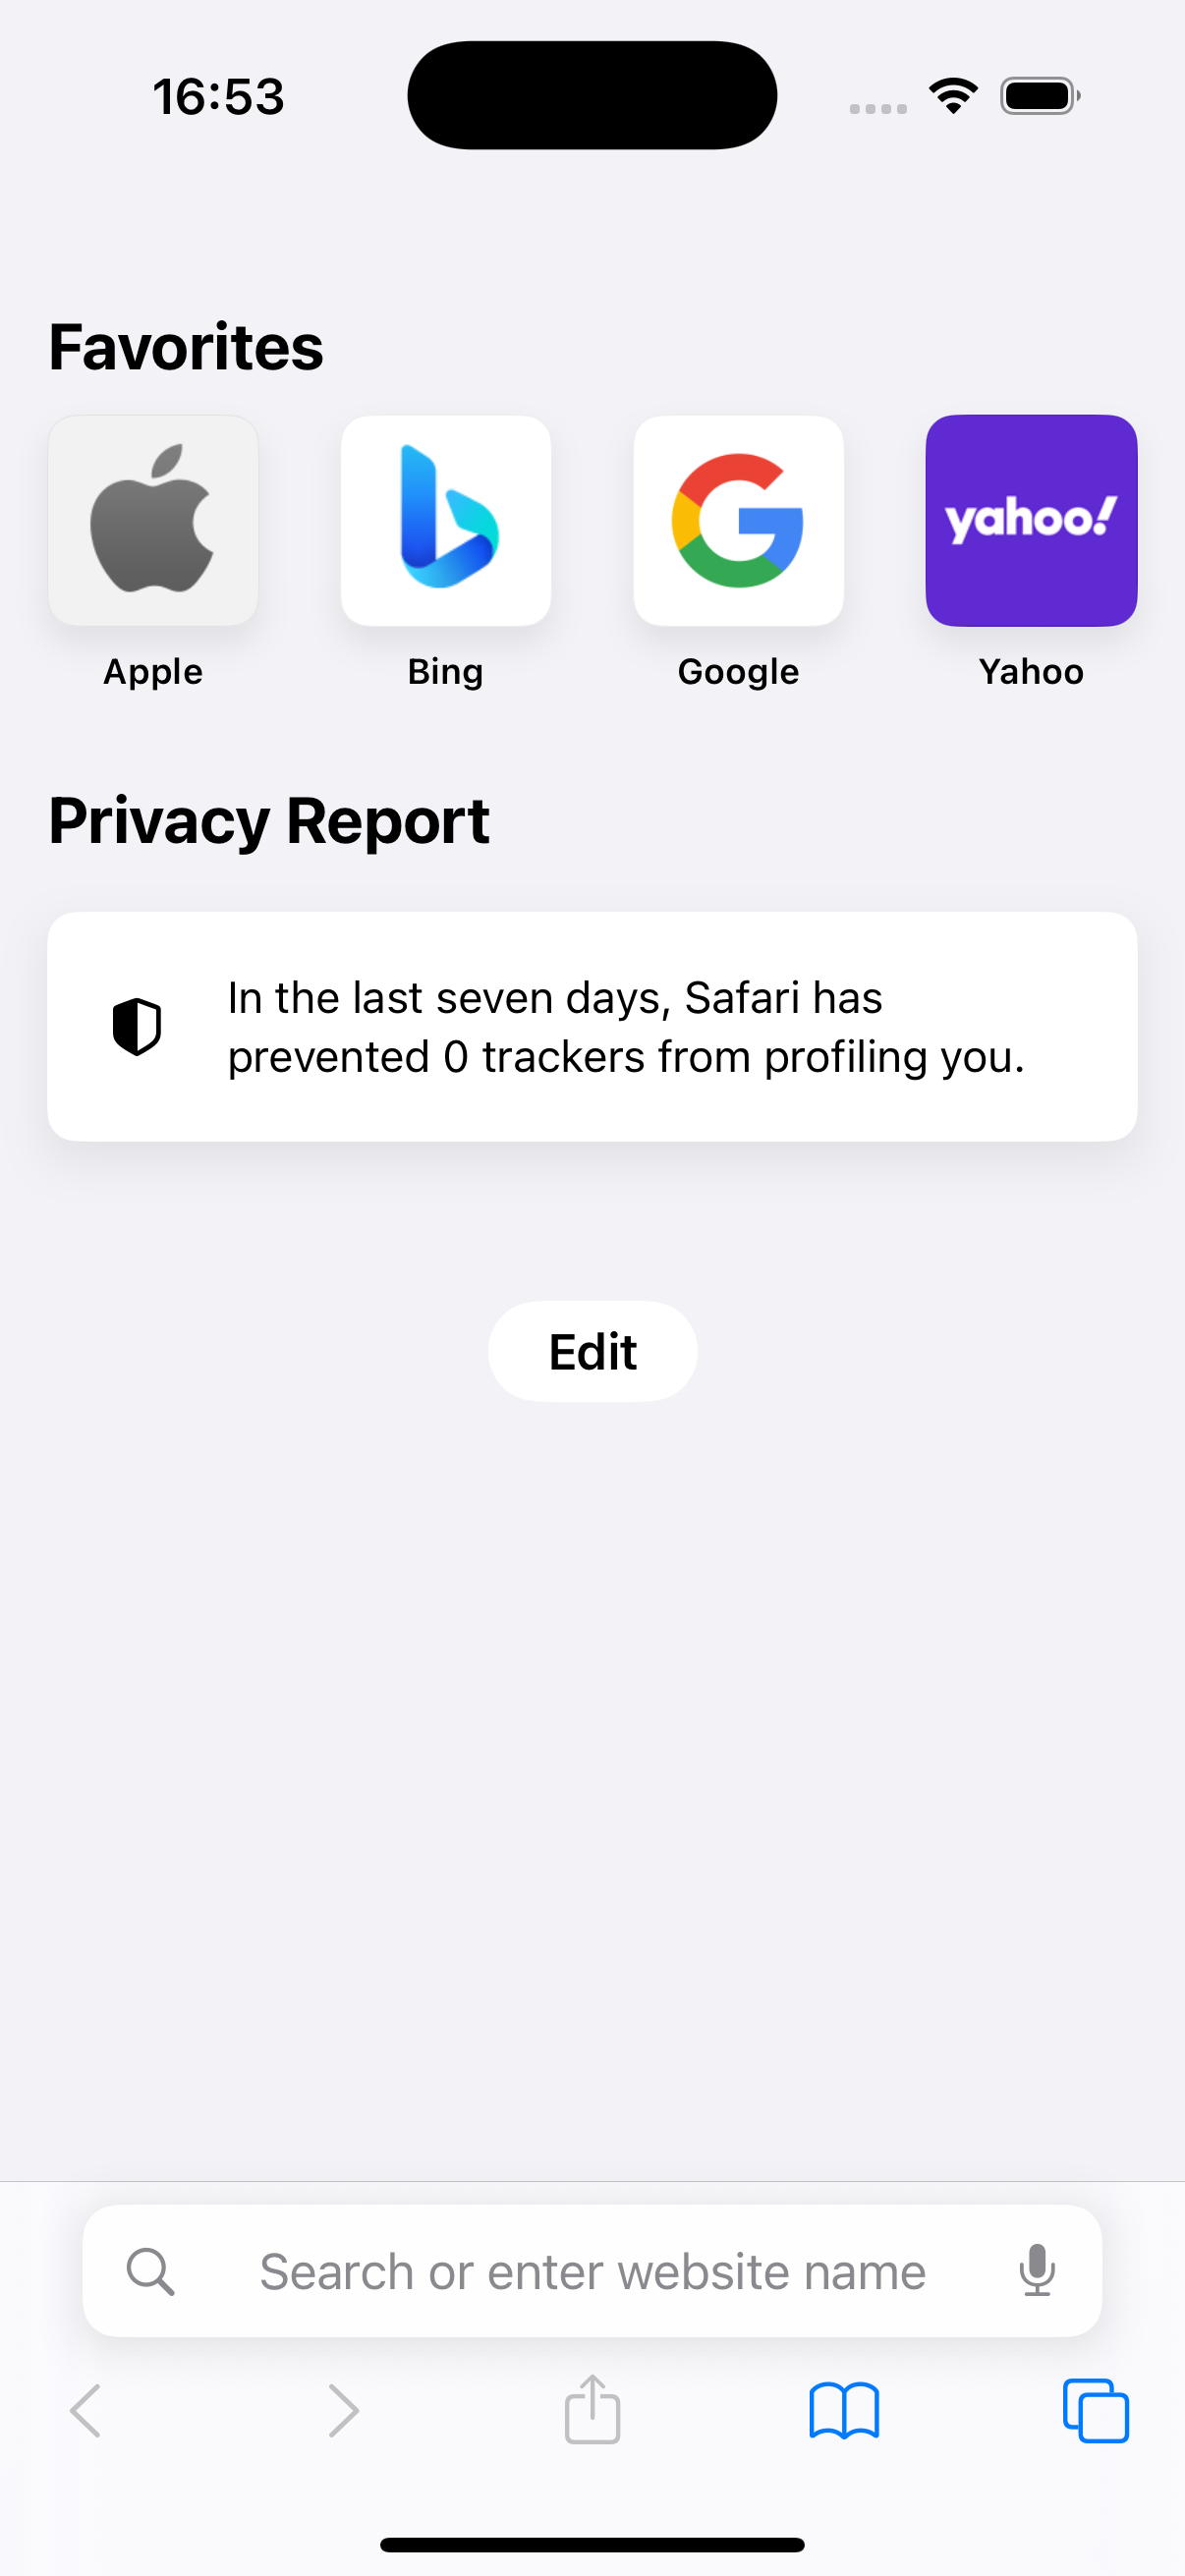 16:53
Favorites
yahoo!
Apple
Bing
Google
Yahoo
Privacy Report
In the last seven days, Safari has
prevented 0 trackers from profiling you.
Edit
Search or enter website name